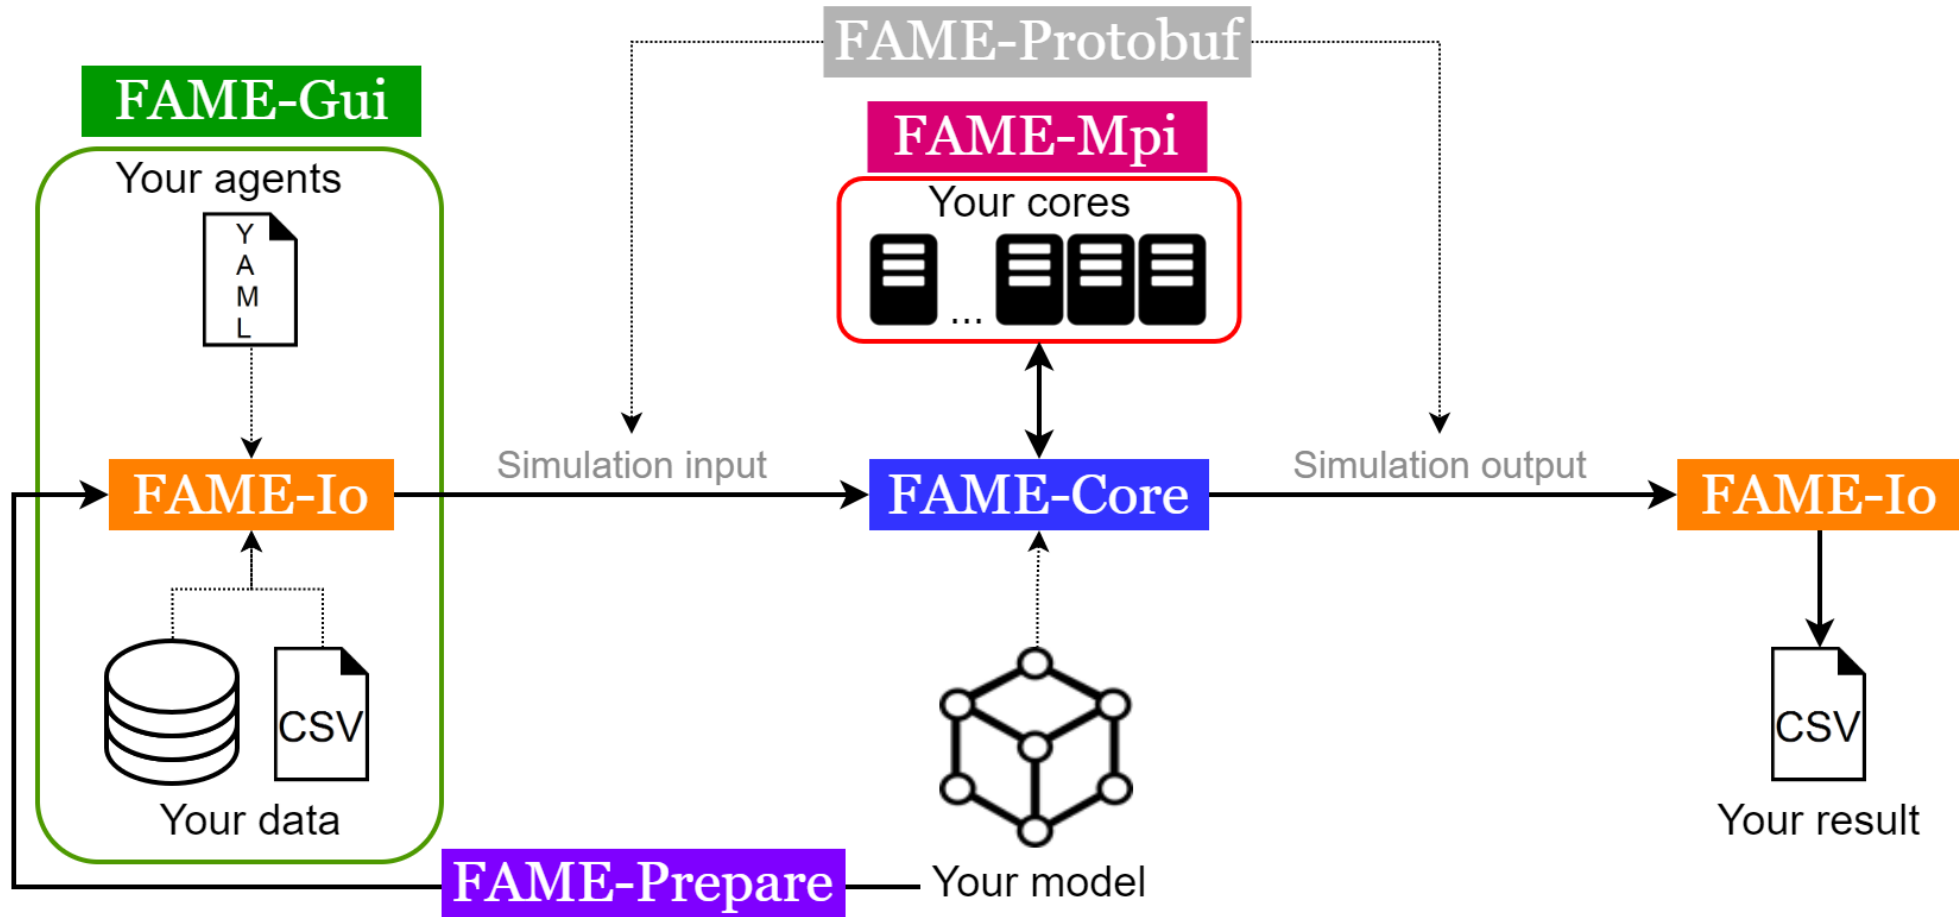 FAME-Protobuf
FAME-Gui
FAME-Mpi
Your agents
Your cores
Y
A
M
L
...
Simulation input
Simulation output
FAME-Io
FAME-Core
FAME-Io
CSV
CSV
Your data
Your result
FAME-Prepare
Your model